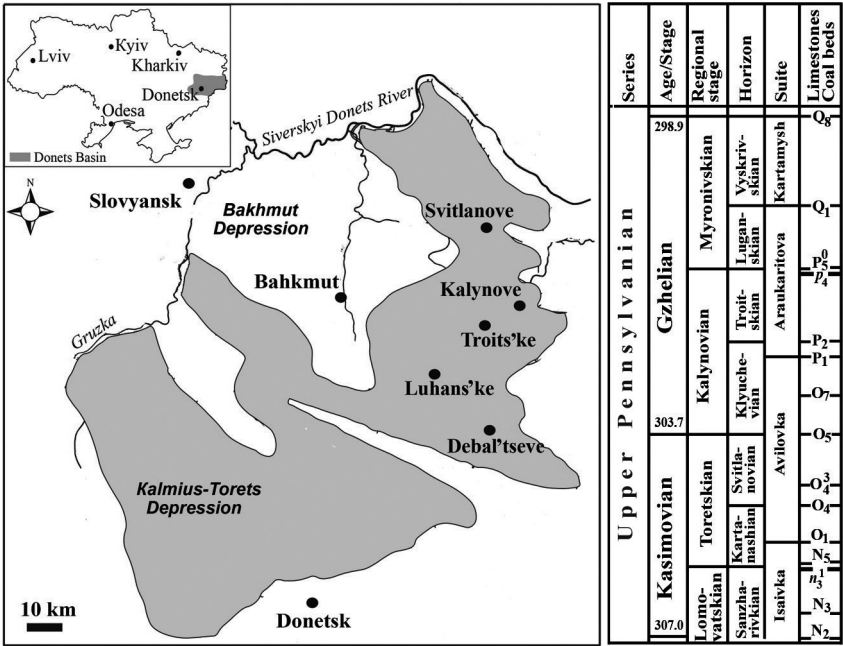 Lviv
Kyiv
Kharkiv
Donetsk
Odesa
Donets Basin
N
Siverskyi Donets River
Slovyansk
Bakhmut
Depression
Svitlanove
Bahkmut
Kalynove
Troits'ke
Gruzka
Luhans'ke
Debal'tseve
Kalmius-Torets
Depression
10 km
Donetsk
Series
Age/Stage
Regional
stage
Horizon
Suite
Limestones
Coal beds
Upper Pennsylvanian
298.9
Gzhelian
303.7
Kasimovian
307.0
Myronivskian
Kalynovian
Toretskian
Lomo-
vatskian
Vyskriv-
skian
Lugan-
skian
Troit-
skian
Klyuche-
vian
Svitla-
novian
Karta-
nashian
Sanzha-
rivkian
Kartamysh
Araukaritova
Avilovka
Isaivka
Q8
Q1
P5^0
p4
P2
P1
O7
O5
O4^3
O4
O1
N5
n3^1
N3
N2